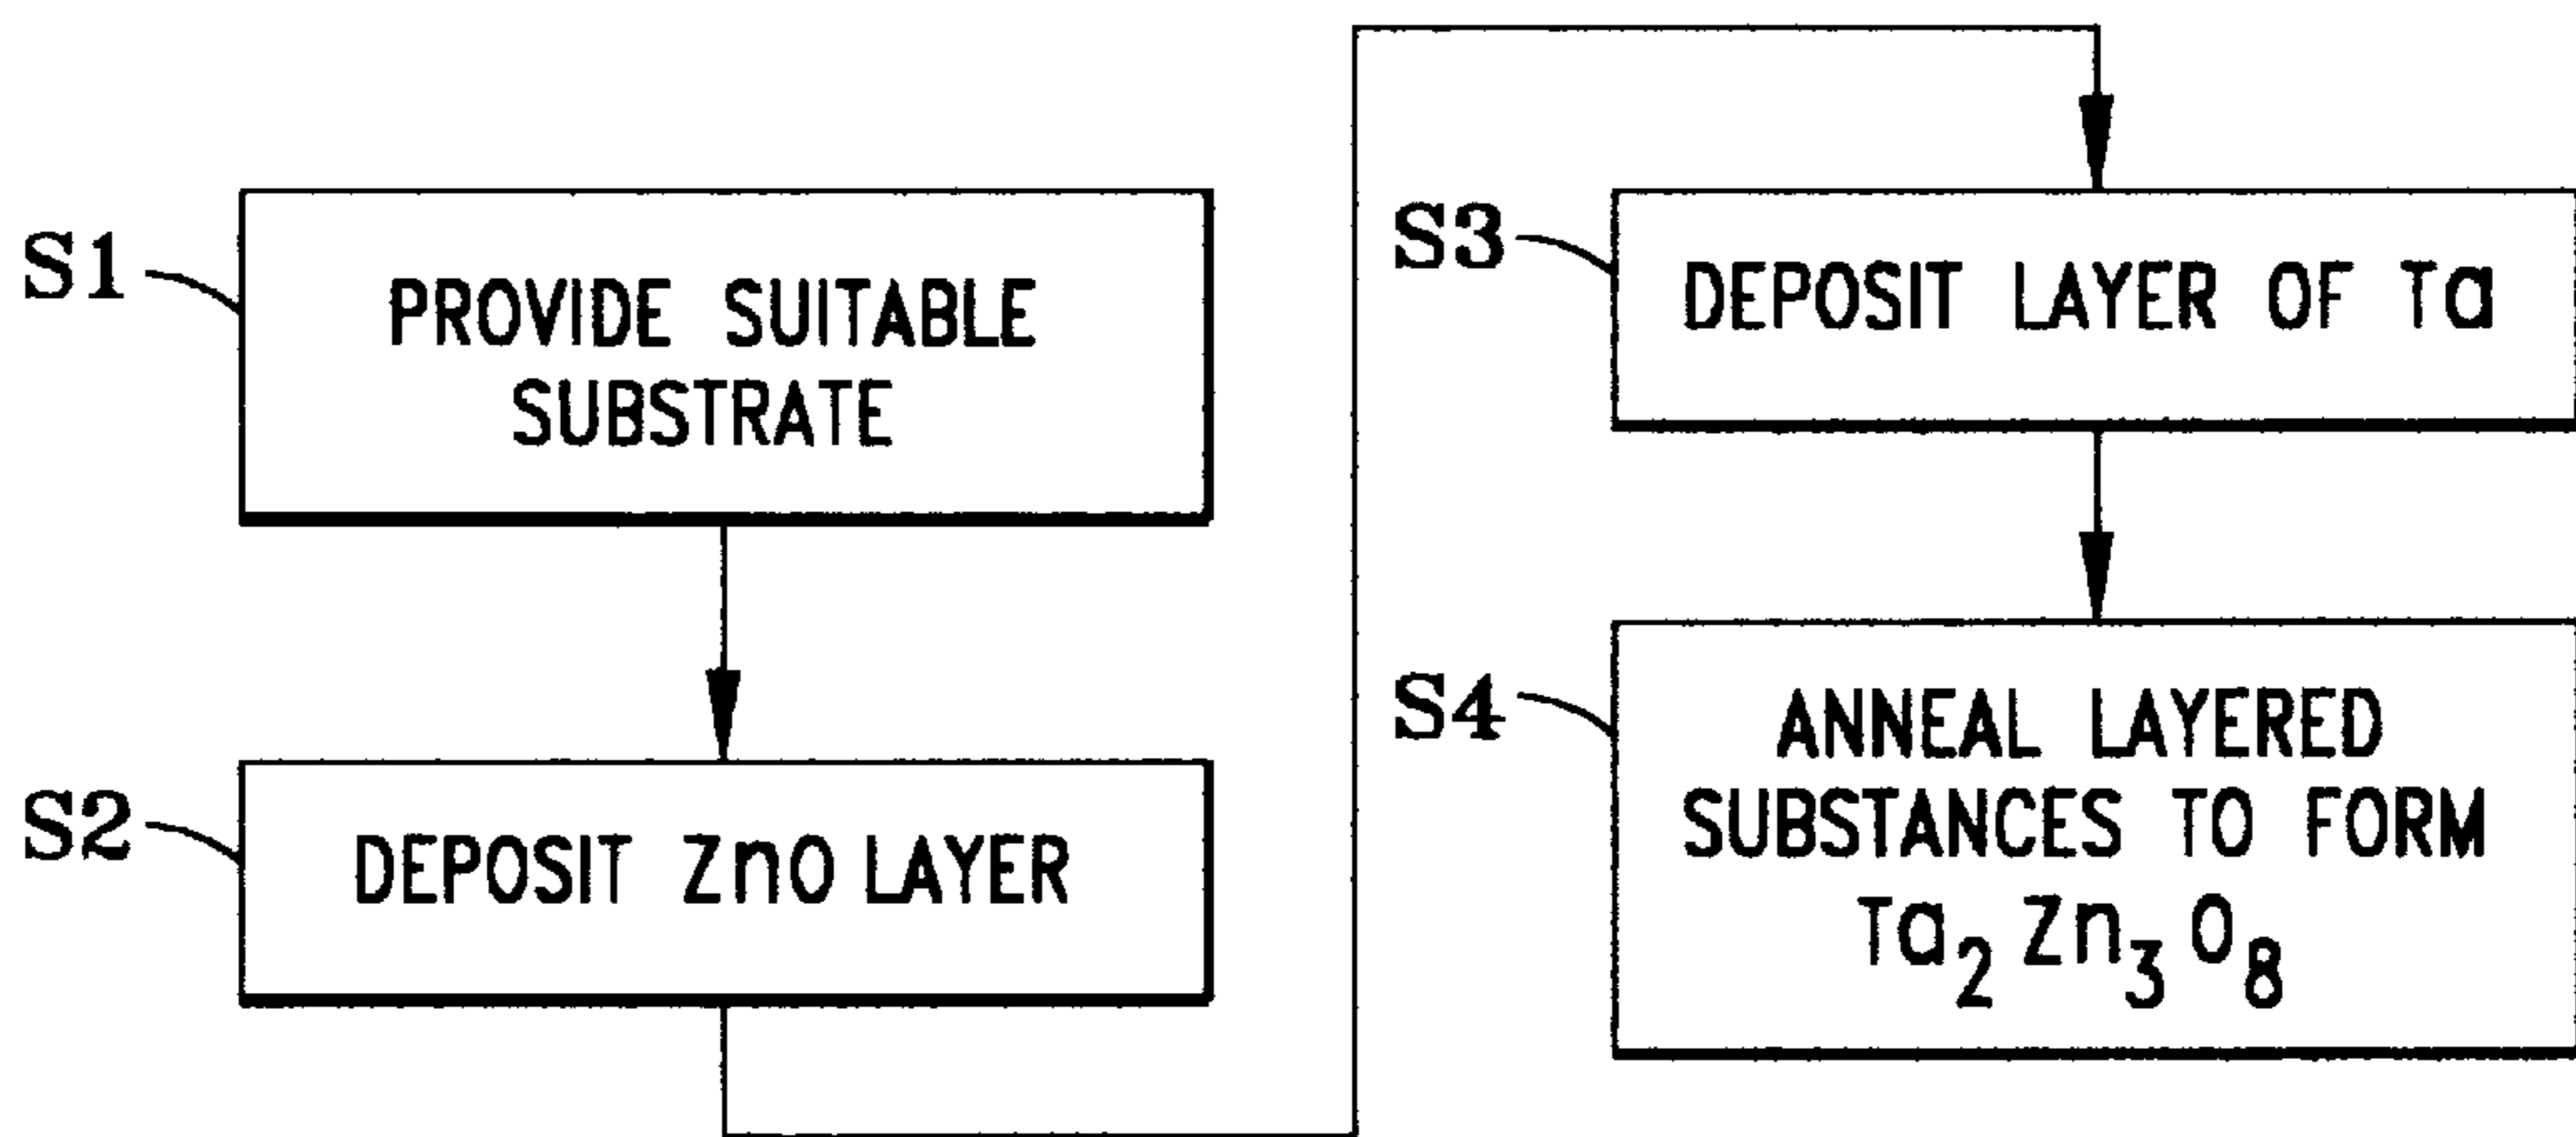 S1
PROVIDE SUITABLE
SUBSTRATE
S2
DEPOSIT ZnO LAYER
S3
DEPOSIT LAYER OF Ta
S4
ANNEAL LAYERED
SUBSTANCES TO FORM
Ta₂ Zn₃ O₈